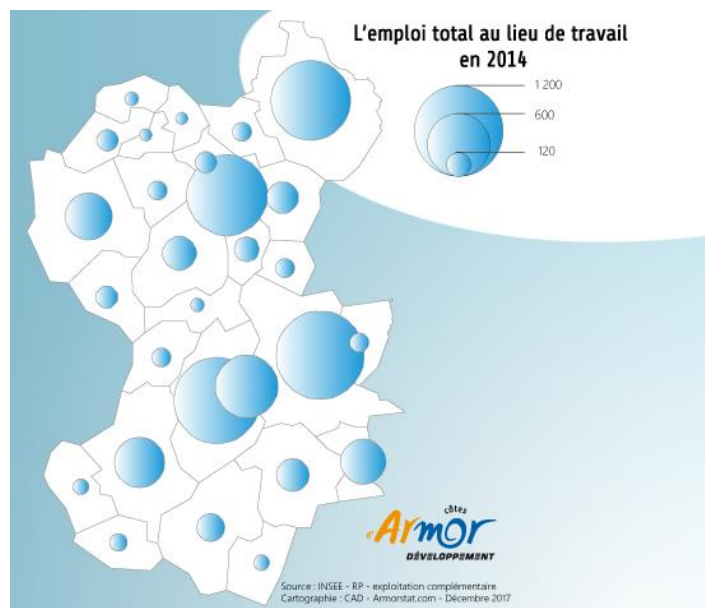 L'emploi total au lieu de travail
en 2014
1 200
600
120
côtes
d'Armor
DÉVELOPPEMENT
Source : INSEE - RP - exploitation complémentaire
Cartographie : CAD - Armorstat.com - Décembre 2017